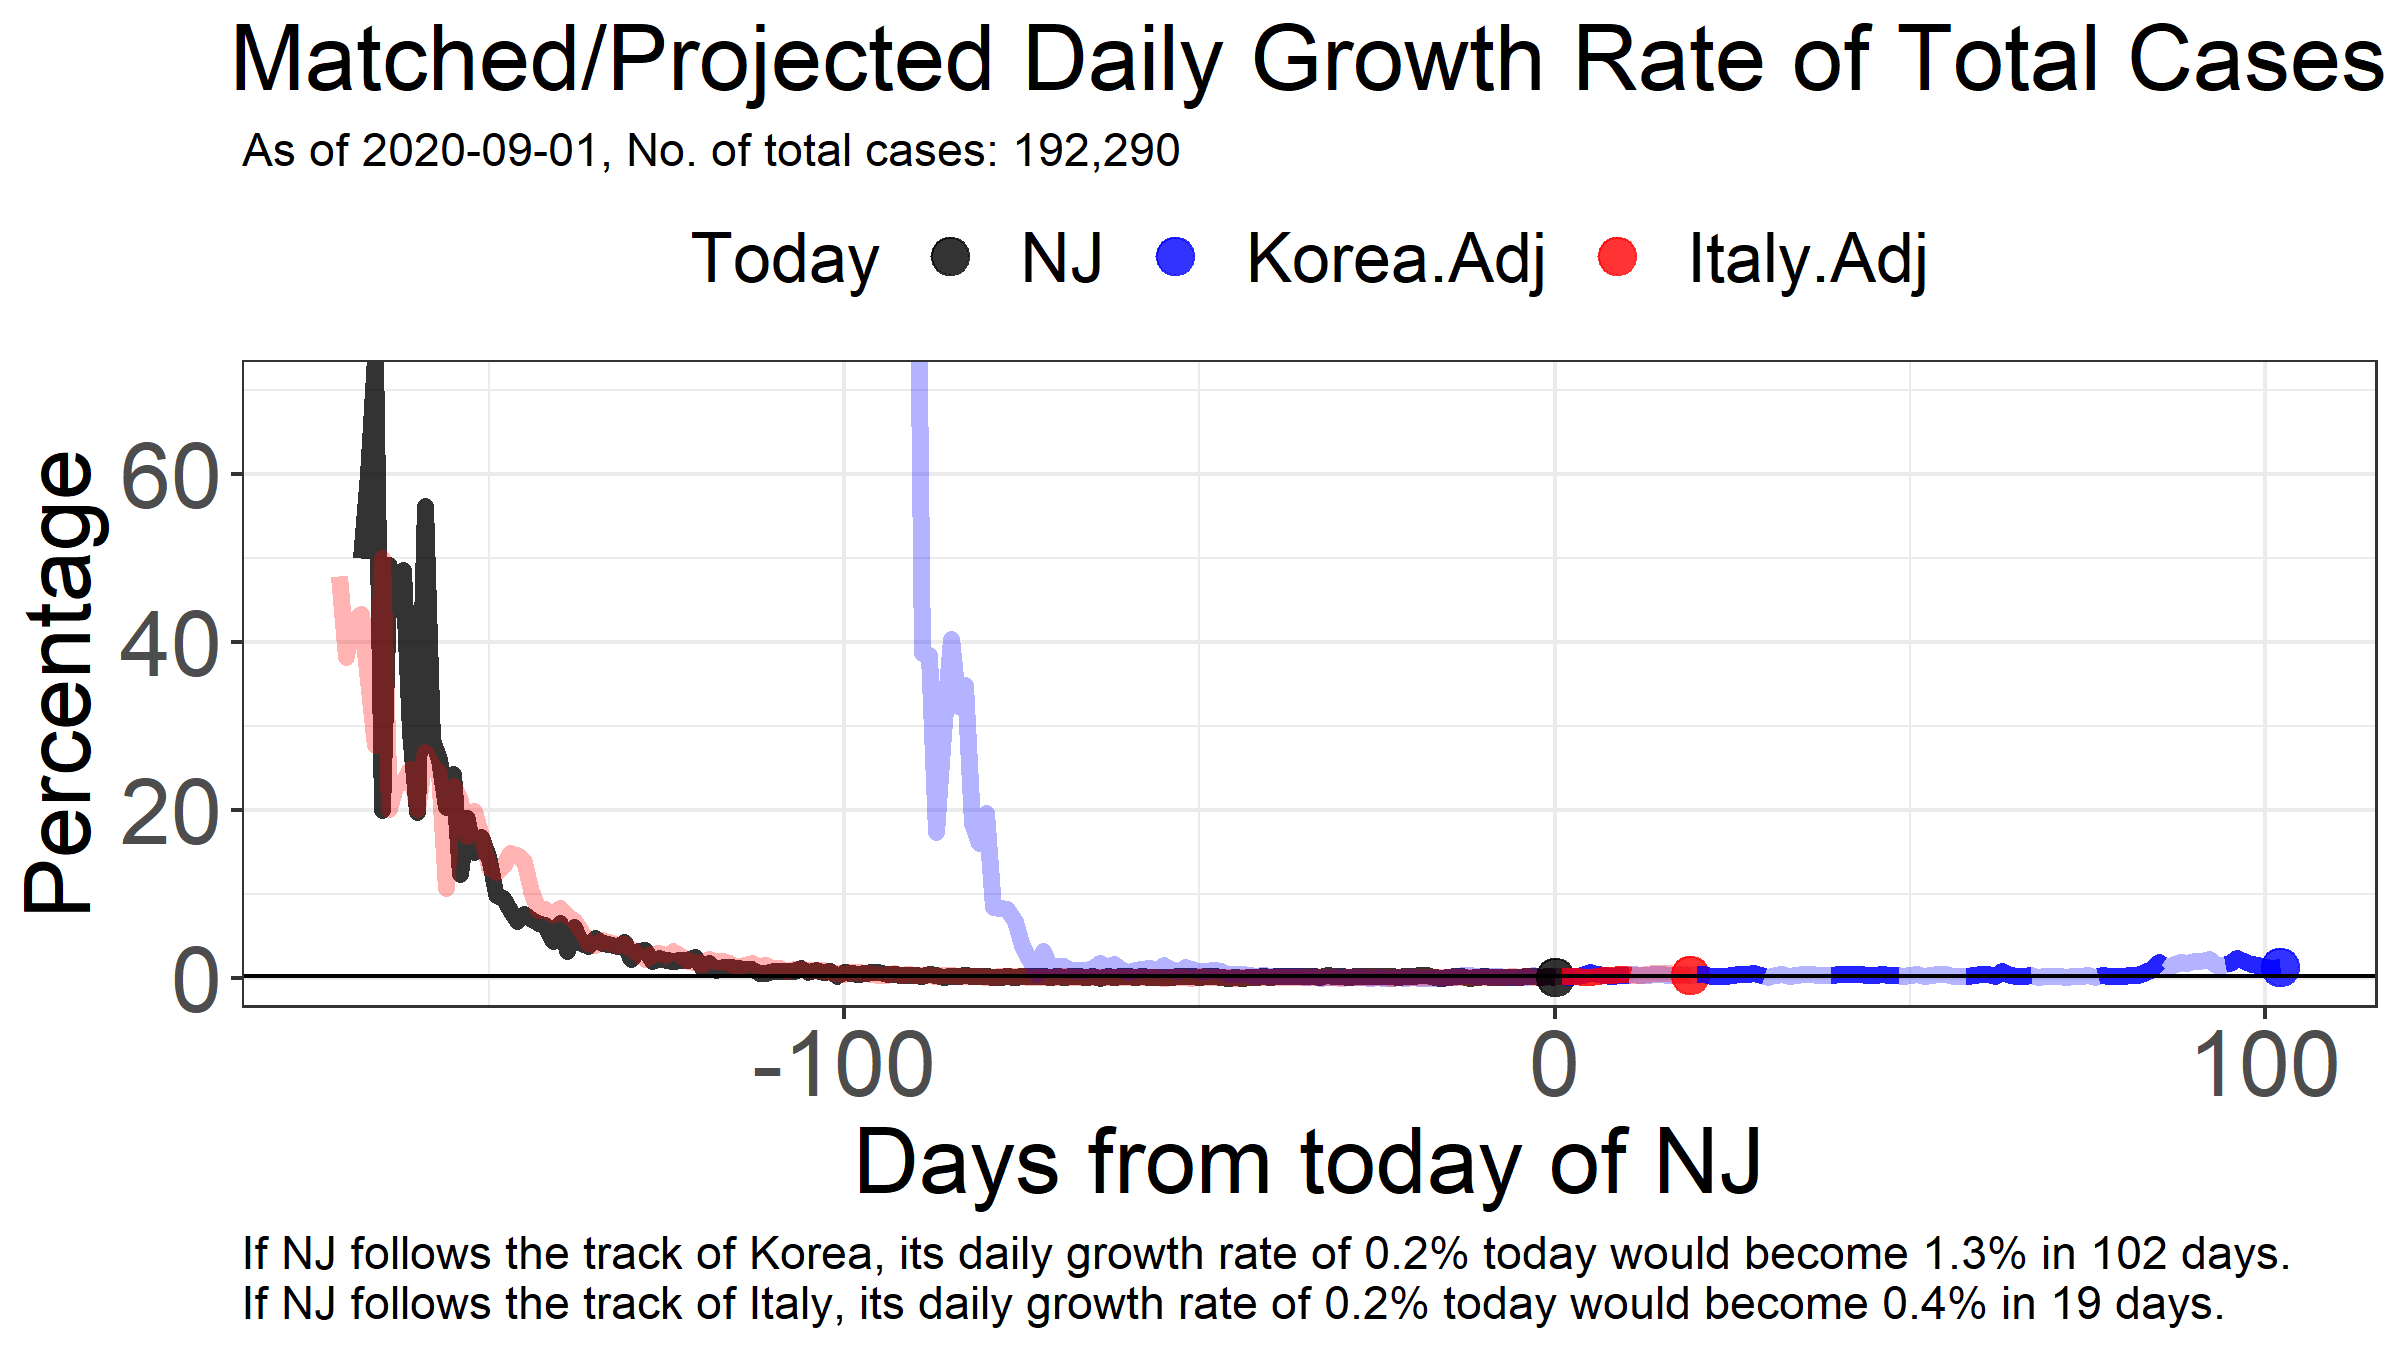 Matched/Projected Daily Growth Rate of Total Cases
As of 2020-09-01, No. of total cases: 192,290
Today NJ Korea.Adj Italy.Adj
Percentage
60
40
20
0
-100 0 100
Days from today of NJ
If NJ follows the track of Korea, its daily growth rate of 0.2% today would become 1.3% in 102 days.
If NJ follows the track of Italy, its daily growth rate of 0.2% today would become 0.4% in 19 days.